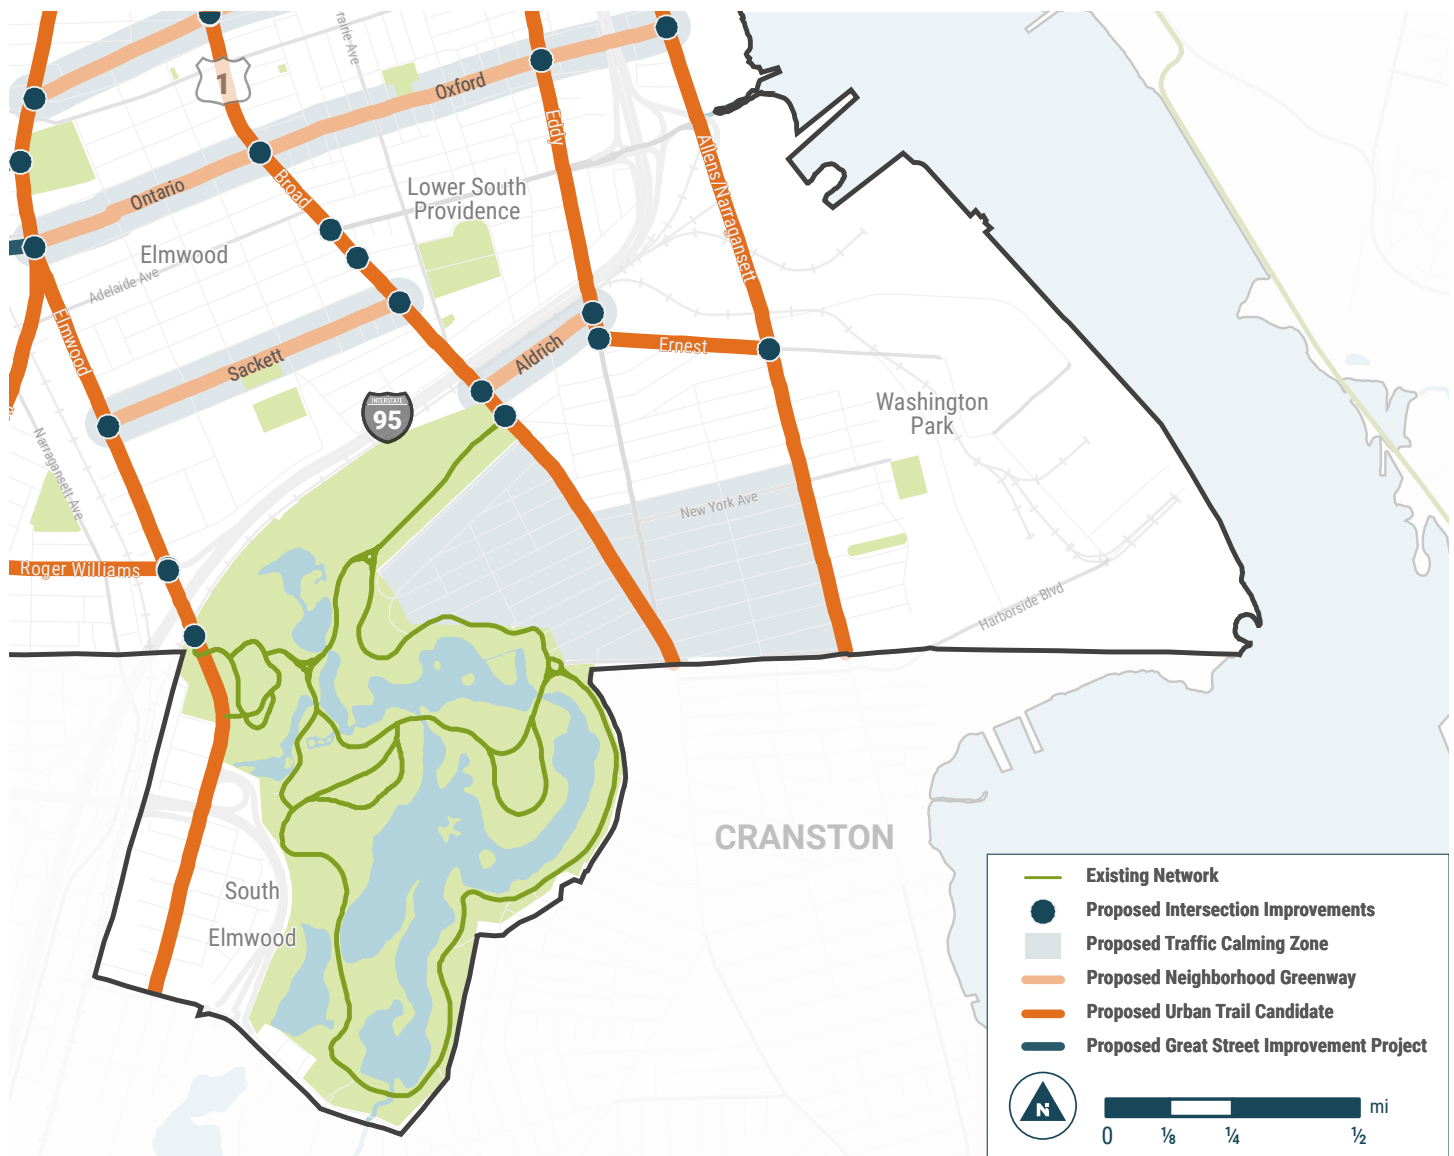 rairie Ave
1
Oxford
Eddy
Allens/Narragansett
Ontario
Broad
Lower South
Providence
Elmwood
Adelaide Ave
Elmwood
Sackett
Aldrich
Ernest
INTERSTATE
95
Washington
Park
Narragansett Ave
New York Ave
Roger Williams
Harborside Blvd
CRANSTON
South
Elmwood
Existing Network
Proposed Intersection Improvements
Proposed Traffic Calming Zone
Proposed Neighborhood Greenway
Proposed Urban Trail Candidate
Proposed Great Street Improvement Project
N
mi
0 ⅛ ¼ ½